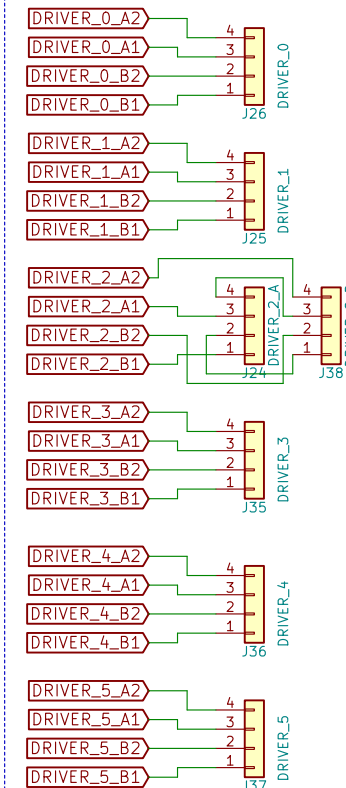 DRIVER_0_A2
DRIVER_0_A1
DRIVER_0_B2
DRIVER_0_B1
4
3
2
1
J26
DRIVER_0
DRIVER_1_A2
DRIVER_1_A1
DRIVER_1_B2
DRIVER_1_B1
4
3
2
1
J25
DRIVER_1
DRIVER_2_A2
DRIVER_2_A1
DRIVER_2_B2
DRIVER_2_B1
4
3
2
1
J24
DRIVER_2_A
4
3
2
1
J38
DRIVER_3_A2
DRIVER_3_A1
DRIVER_3_B2
DRIVER_3_B1
4
3
2
1
J35
DRIVER_3
DRIVER_4_A2
DRIVER_4_A1
DRIVER_4_B2
DRIVER_4_B1
4
3
2
1
J36
DRIVER_4
DRIVER_5_A2
DRIVER_5_A1
DRIVER_5_B2
DRIVER_5_B1
4
3
2
1
J37
DRIVER_5